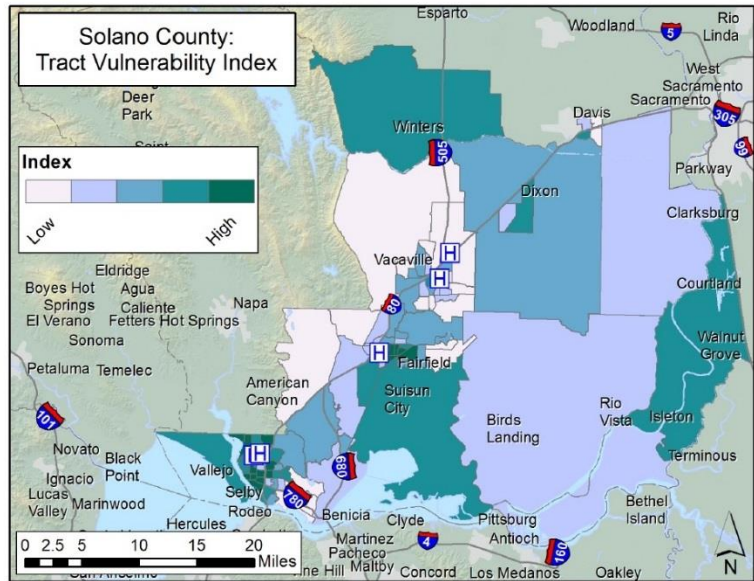 Solano County:
Tract Vulnerability Index
Index
Low
High
Esparto
Woodland
5
Rio
Linda
West
Sacramento
Sacramento
305
99
Deer
Park
Winters
505
Davis
Parkway
Dixon
Clarksburg
Vacaville
H
H
Eldridge
Boyes Hot
Springs
Agua
Caliente
El Verano
Fetters Hot Springs
Napa
80
Courtland
Sonoma
Walnut
Grove
Petaluma
Temelec
H
Fairfield
American
Canyon
Suisun
City
Birds
Landing
Rio
Vista
Isleton
101
Novato
Black
Point
Ignacio
Vallejo
H
680
Terminous
Lucas
Valley
Marinwood
Selby
Rodeo
780
Hercules
Benicia
Clyde
Pittsburg
Antioch
Bethel
Island
Martinez
Pacheco
Maltby
4
160
Concord
Los Medanos
Oakley
0 2.5 5 10 15 20
Miles
N